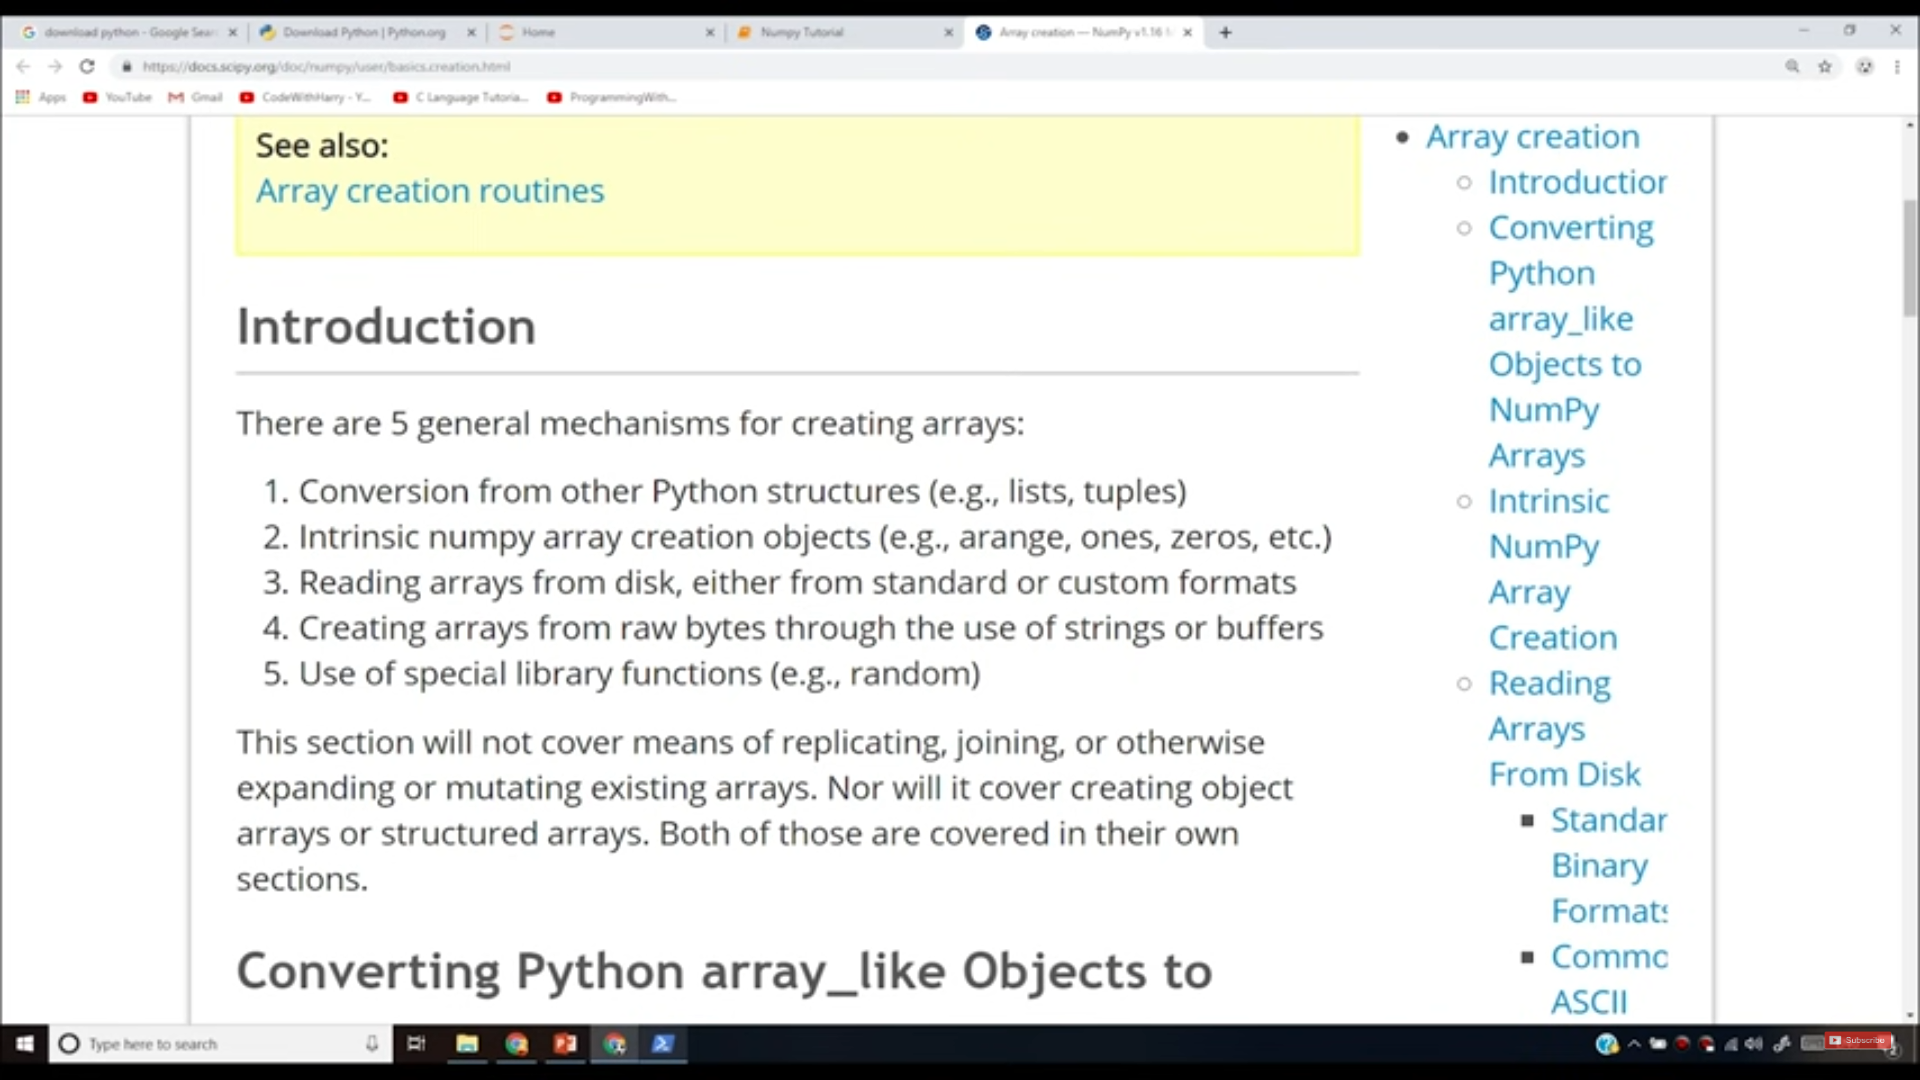 download python - Google Sear
Download Python | Python.org
Home
Numpy Tutorial
Array creation — NumPy v1.16
https://docs.scipy.org/doc/numpy/user/basics.creation.html
Apps
YouTube
Gmail
CodeWithHarry - Y...
C Language Tutoria...
ProgrammingWith...
See also:
Array creation routines
Introduction
There are 5 general mechanisms for creating arrays:
1. Conversion from other Python structures (e.g., lists, tuples)
2. Intrinsic numpy array creation objects (e.g., arange, ones, zeros, etc.)
3. Reading arrays from disk, either from standard or custom formats
4. Creating arrays from raw bytes through the use of strings or buffers
5. Use of special library functions (e.g., random)
This section will not cover means of replicating, joining, or otherwise
expanding or mutating existing arrays. Nor will it cover creating object
arrays or structured arrays. Both of those are covered in their own
sections.
Converting Python array_like Objects to
Array creation
Introduction
Converting
Python
array_like
Objects to
NumPy
Arrays
Intrinsic
NumPy
Array
Creation
Reading
Arrays
From Disk
Standar
Binary
Formats
Commo
ASCII
Type here to search
Subscribe